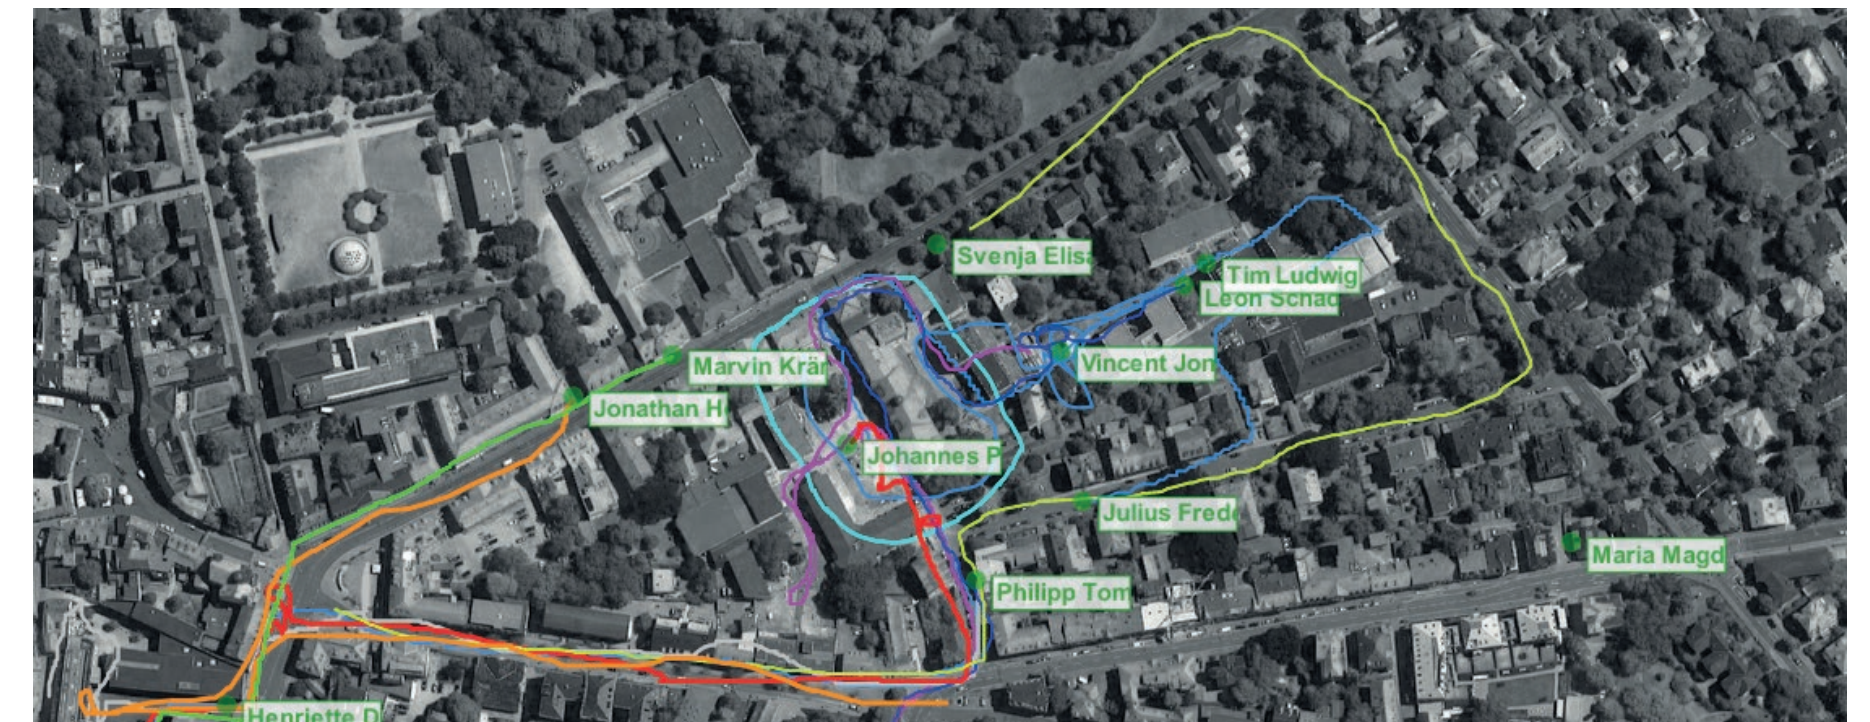 Svenja Elisa
Tim Ludwig
Leon Schad
Marvin Krär
Vincent Jon
Jonathan He
Johannes P
Julius Frede
Maria Magd
Philipp Tom
Henriette D